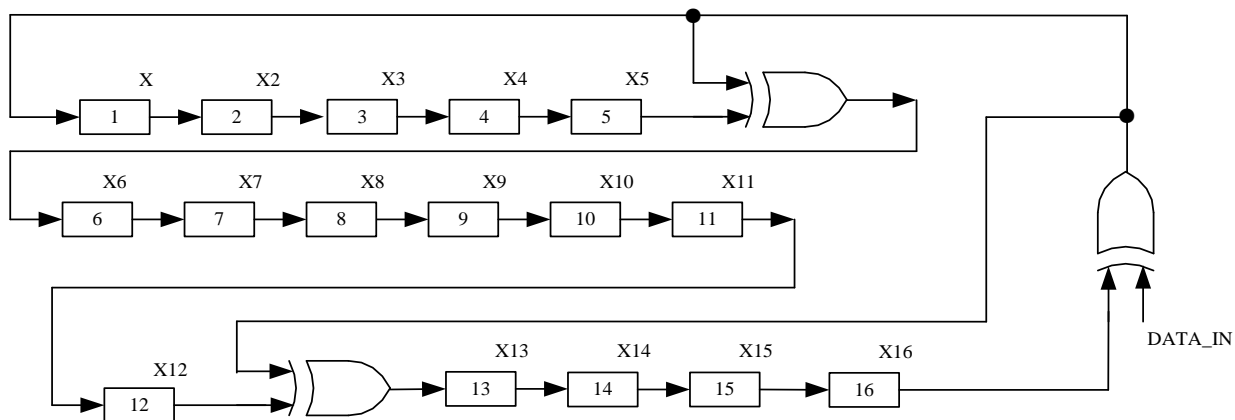 X X2 X3 X4 X5
1 2 3 4 5
X6 X7 X8 X9 X10 X11
6 7 8 9 10 11
DATA_IN
X12 X13 X14 X15 X16
12 13 14 15 16